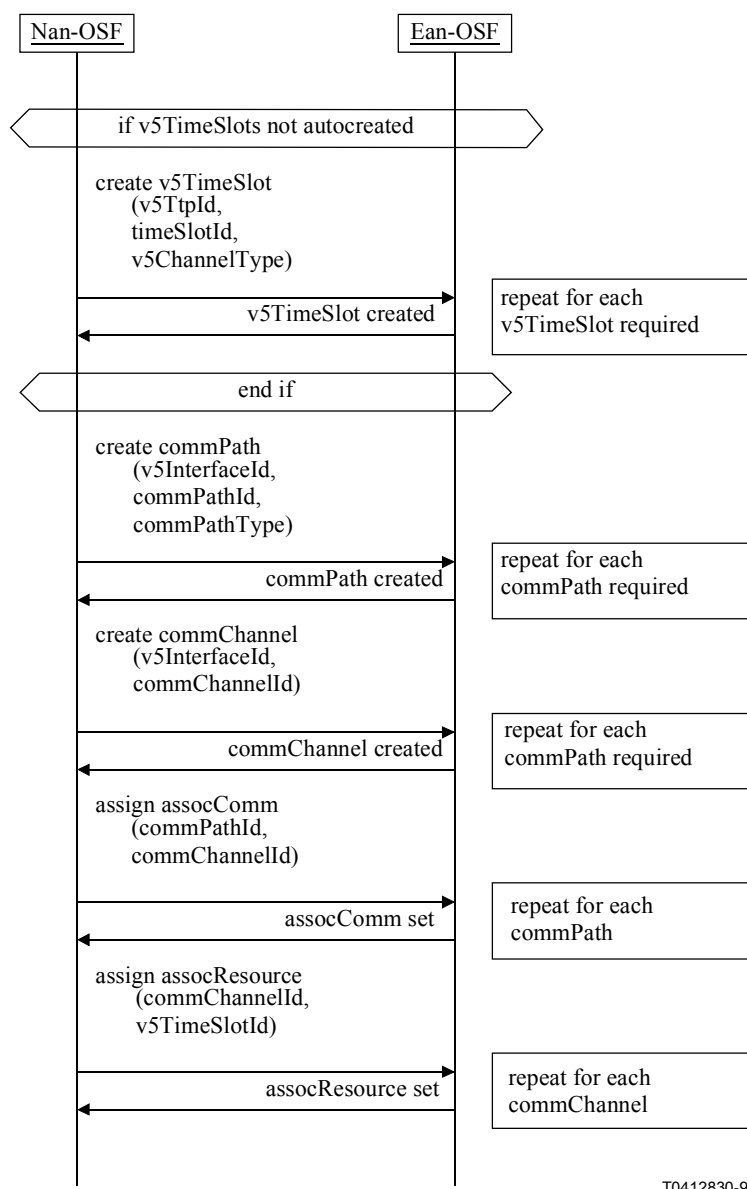 Nan-OSF
Ean-OSF
if v5TimeSlots not autocreated
create v5TimeSlot
(v5TtpId,
timeSlotId,
v5ChannelType)
v5TimeSlot created
repeat for each
v5TimeSlot required
end if
create commPath
(v5InterfaceId,
commPathId,
commPathType)
commPath created
repeat for each
commPath required
create commChannel
(v5InterfaceId,
commChannelId)
commChannel created
repeat for each
commPath required
assign assocComm
(commPathId,
commChannelId)
assocComm set
repeat for each
commPath
assign assocResource
(commChannelId,
v5TimeSlotId)
assocResource set
repeat for each
commChannel
T0412830-9